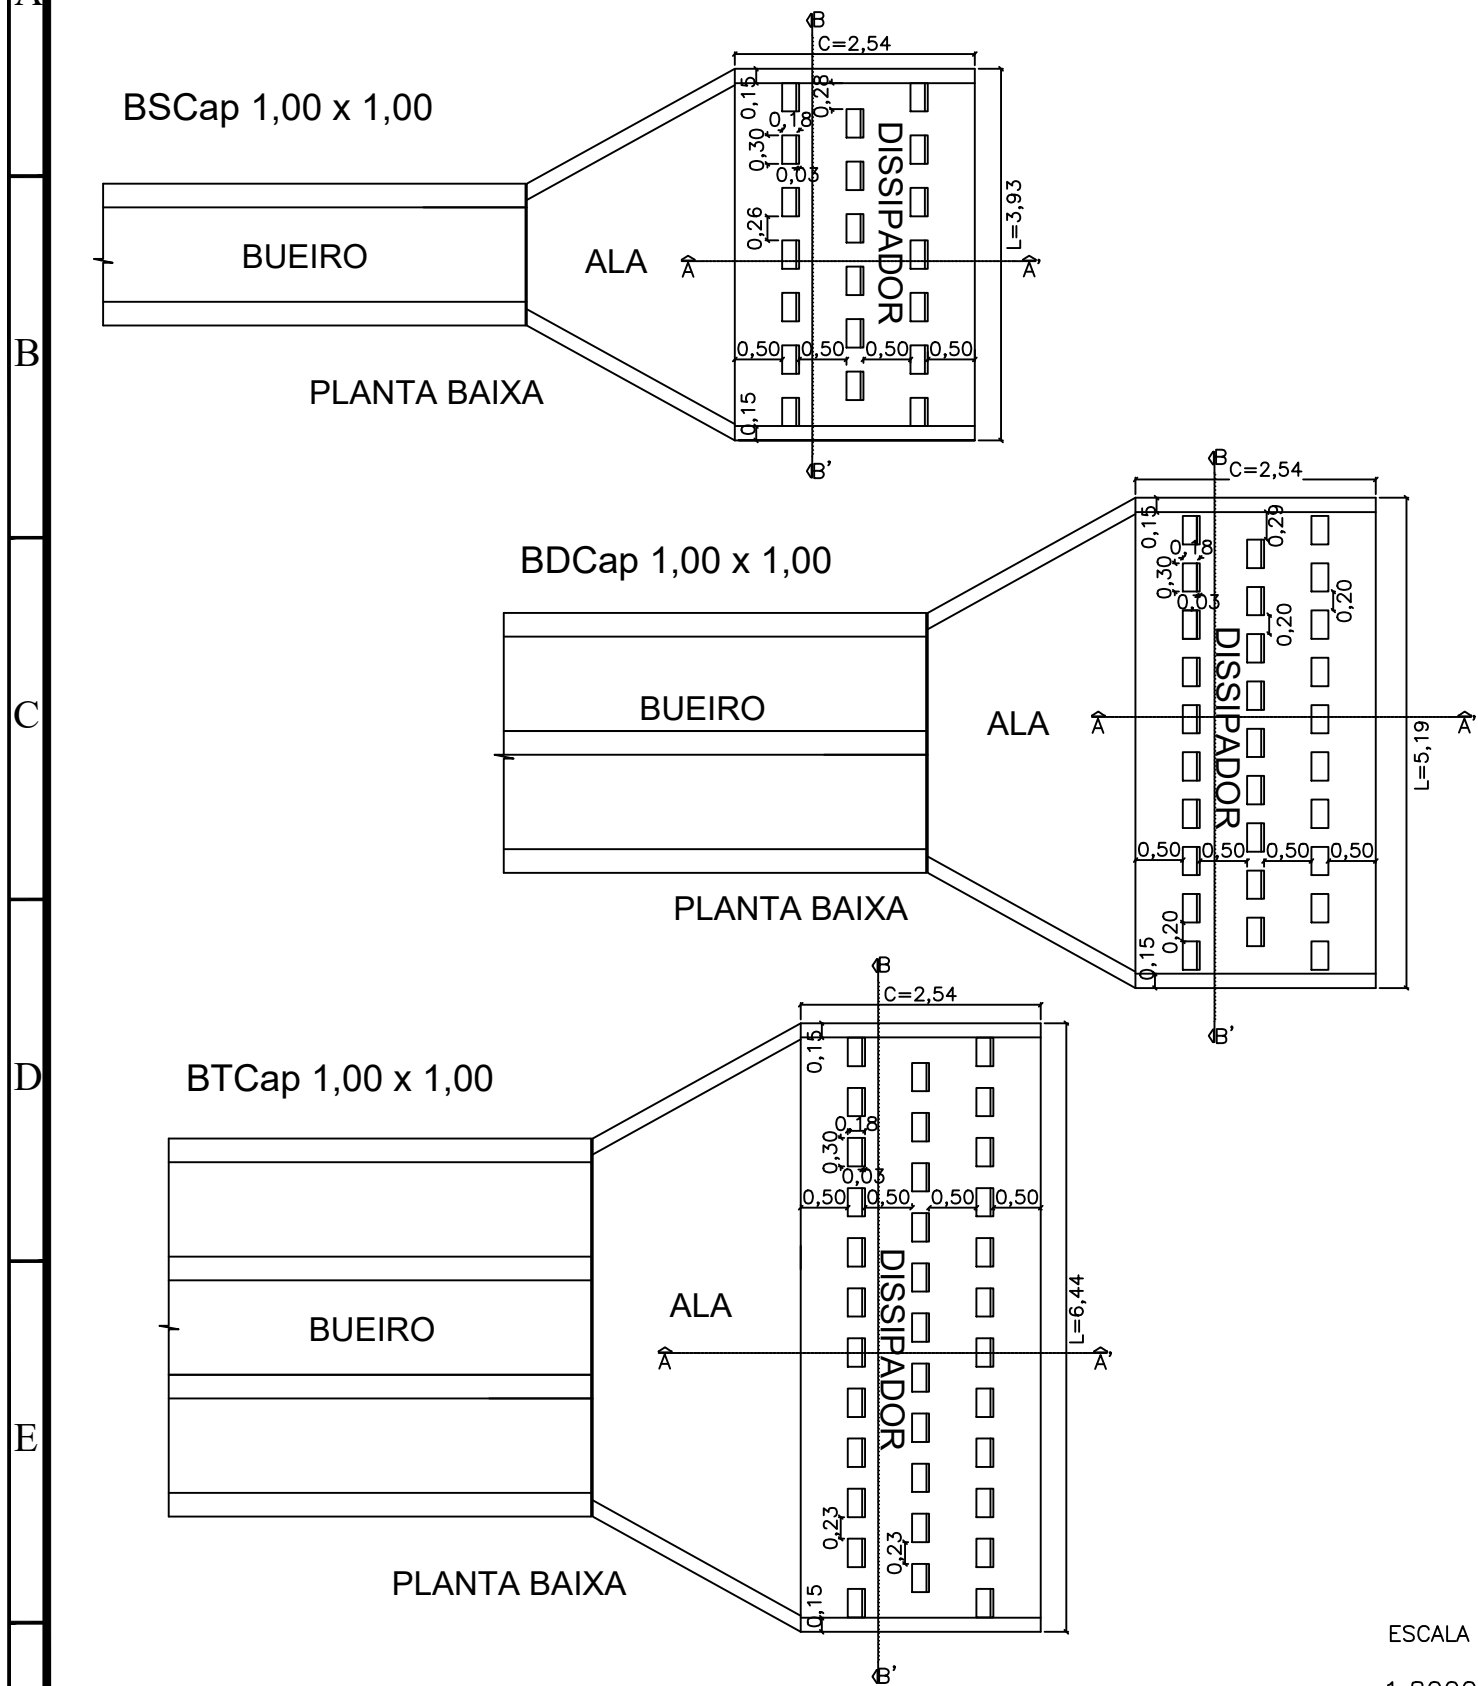 A
B
C
D
E
BSCap 1,00 x 1,00
B
C=2,54
0,15
0,28
0,18
0,30
0,03
0,26
DISSIPADOR
L=3,93
BUEIRO
ALA
A
A'
0,50
0,50
0,50
0,50
0,15
PLANTA BAIXA
B'
BDCap 1,00 x 1,00
B
C=2,54
0,15
0,29
0,18
0,30
0,03
0,20
0,20
DISSIPADOR
BUEIRO
ALA
A
A'
L=5,19
0,50
0,50
0,50
0,50
0,20
0,15
PLANTA BAIXA
B'
BTCap 1,00 x 1,00
B
C=2,54
0,15
0,18
0,30
0,03
0,50
0,50
0,50
0,50
DISSIPADOR
L=6,44
BUEIRO
ALA
A
A'
0,23
0,23
0,15
PLANTA BAIXA
B'
ESCALA